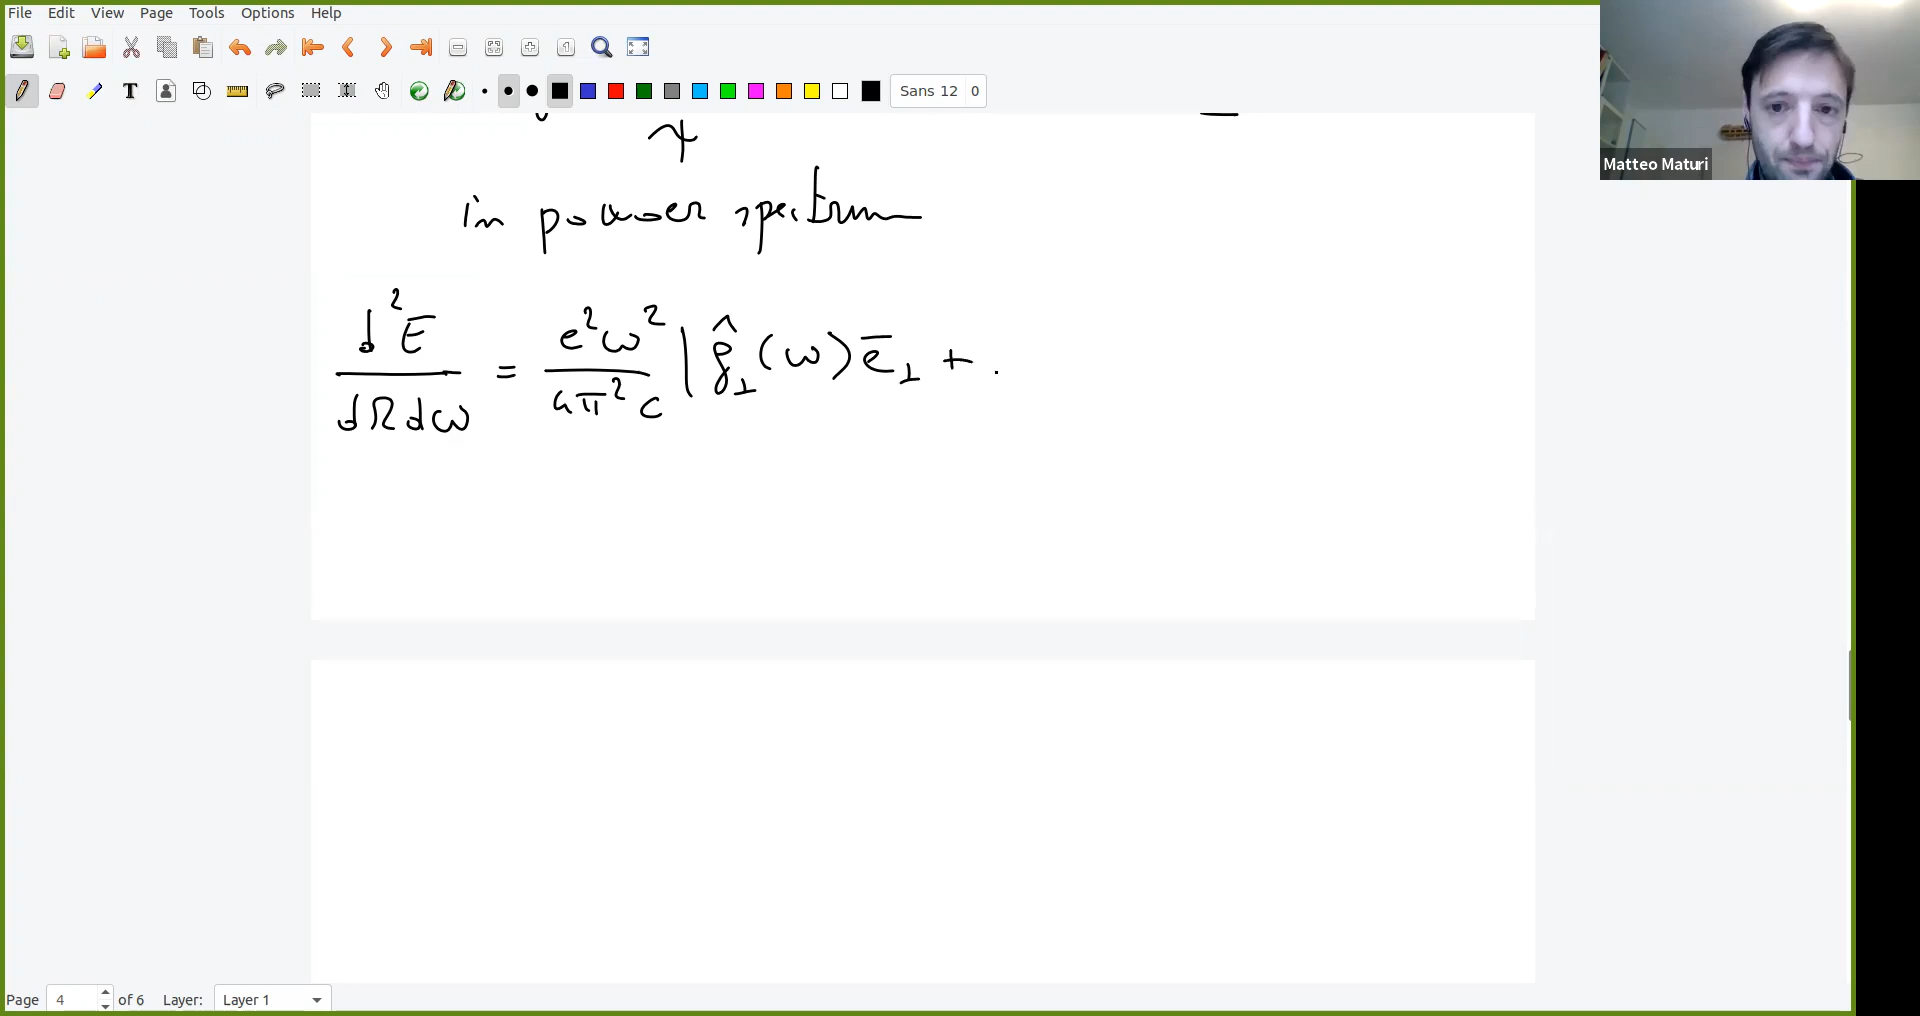 File Edit View Page Tools Options Help
Sans 12 0
Matteo Maturi
in power spectrum
d²E/dΩdω = e²ω²/4π²c |ĝ⊥(ω)e̅⊥ + .
Page 4 of 6 Layer: Layer 1